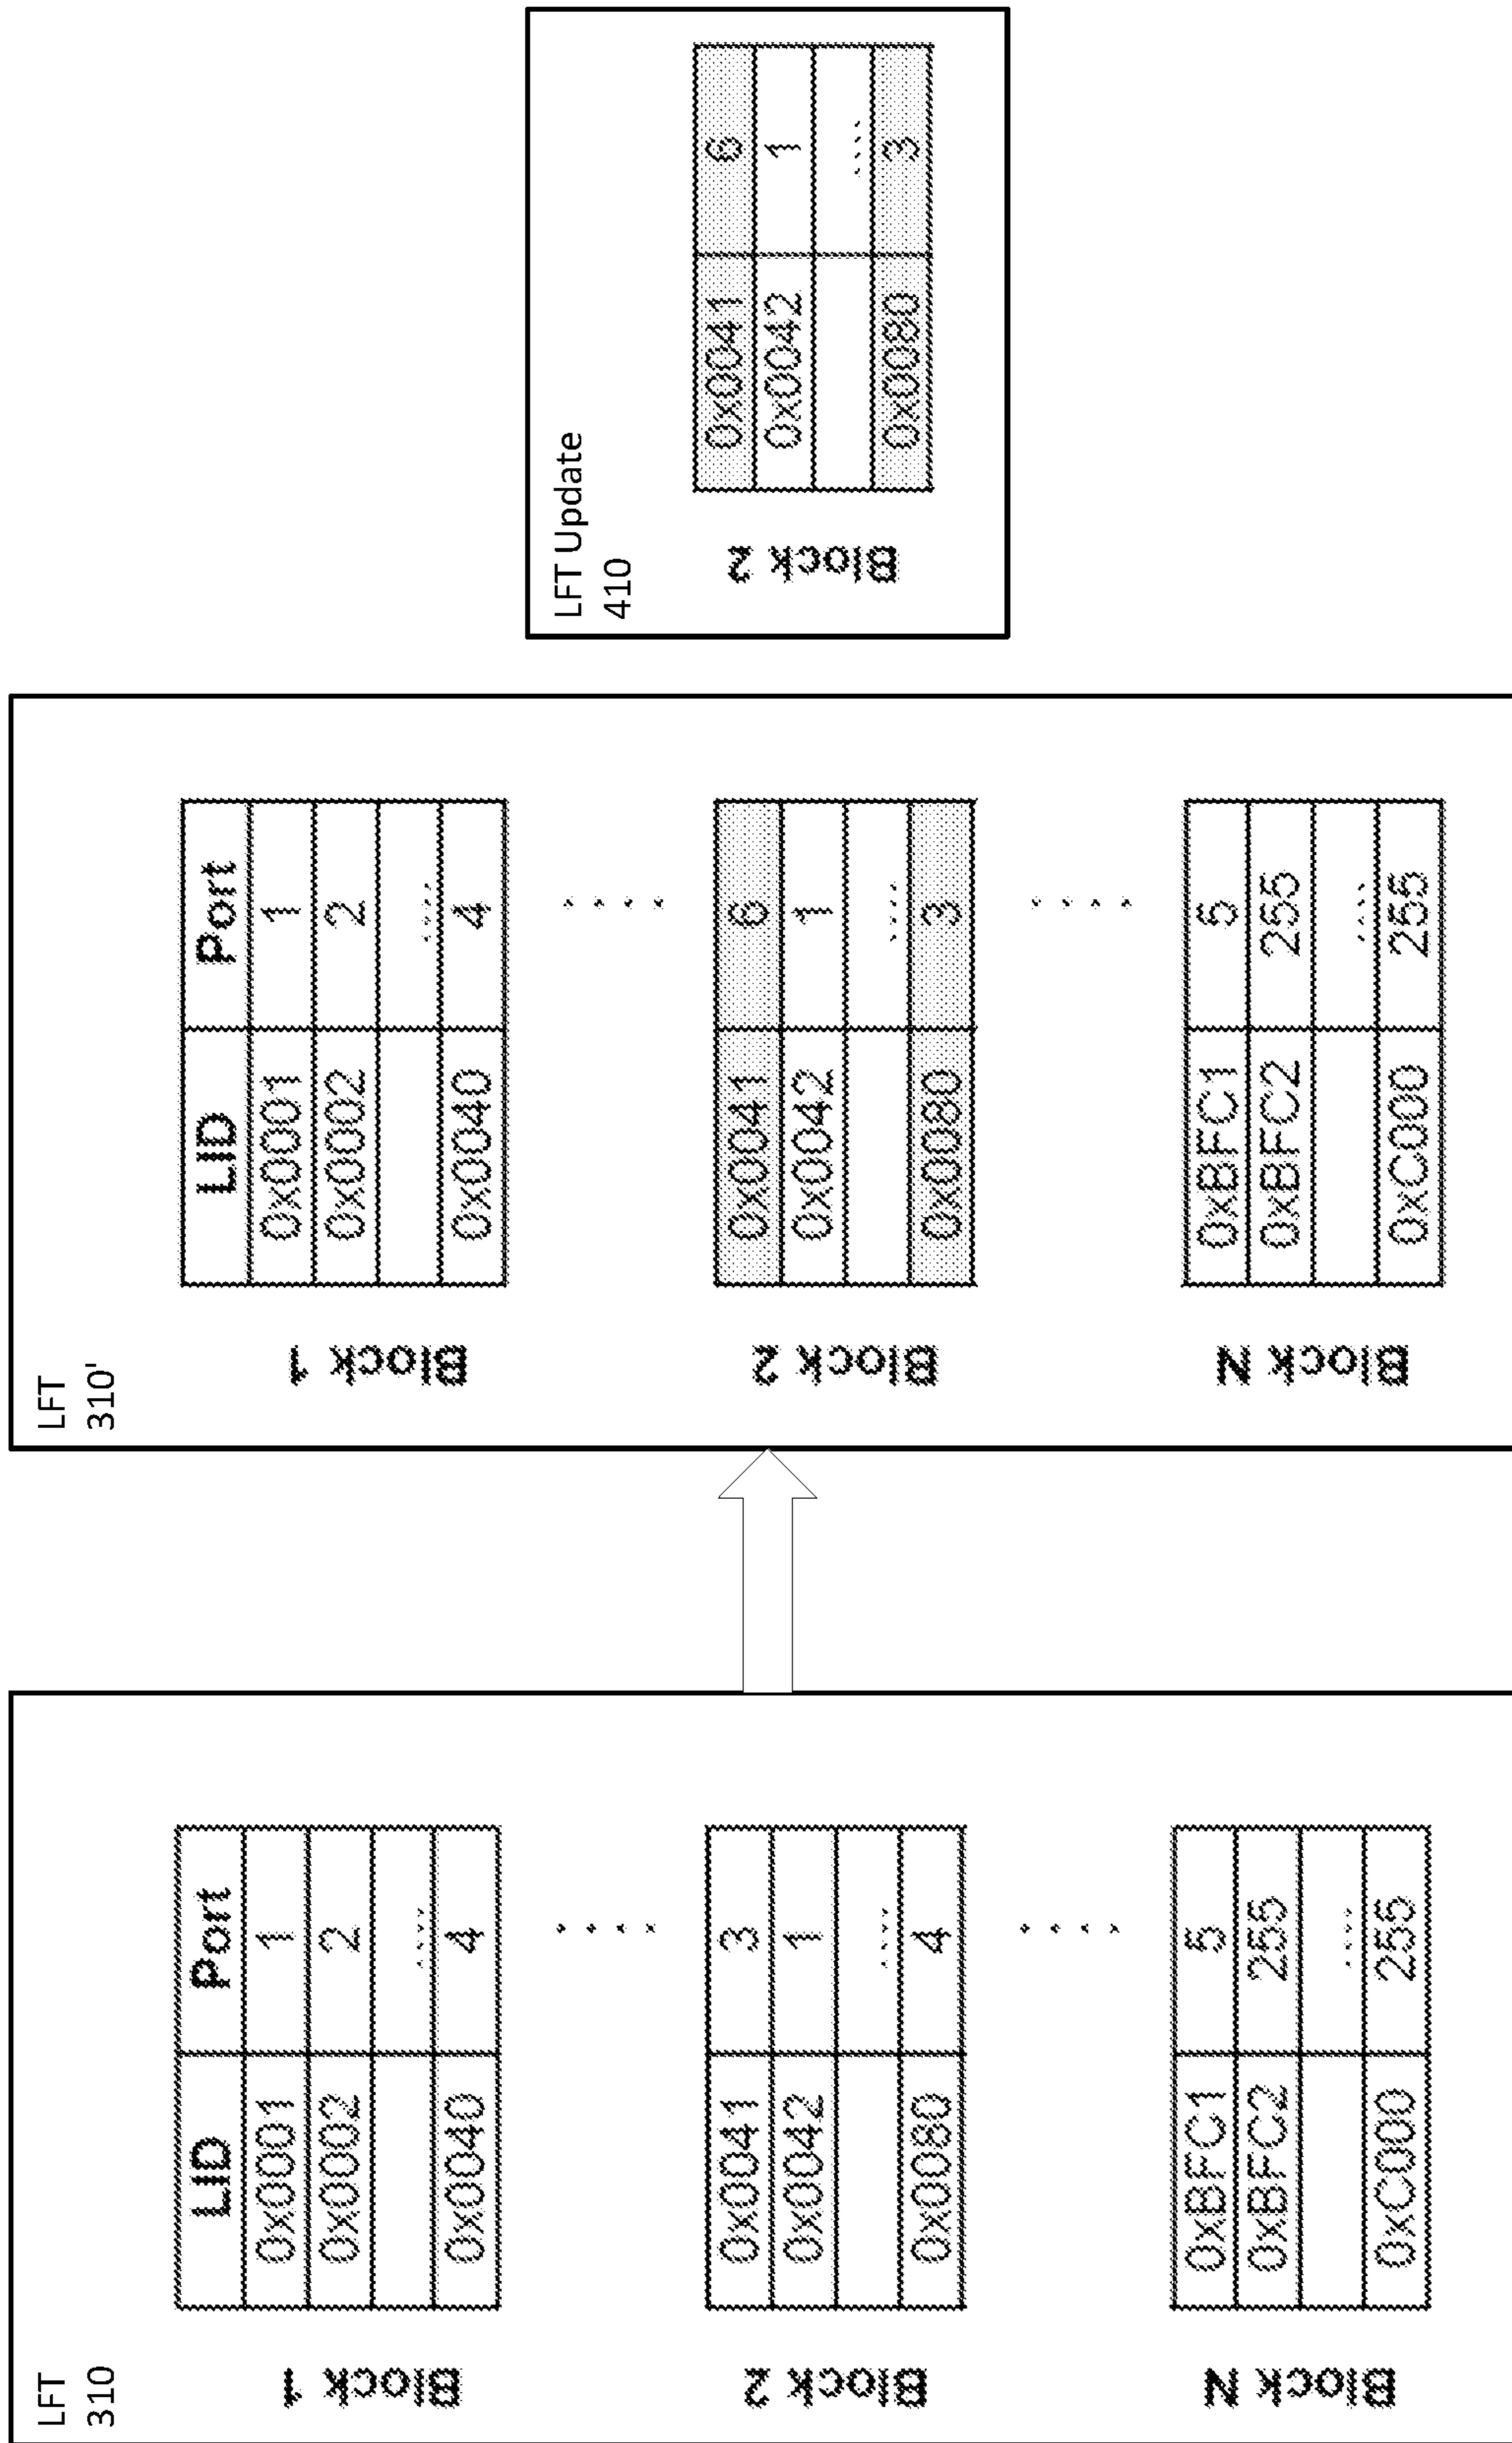 LFT
310
LID Port
Block 1
0x0001 1
0x0002 2
....
0x0040 4
....
Block 2
0x0041 3
0x0042 1
....
0x0080 4
....
Block N
0xBFC1 5
0xBFC2 255
....
0xC000 255
LFT
310'
LID Port
Block 1
0x0001 1
0x0002 2
....
0x0040 4
....
Block 2
0x0041 6
0x0042 1
....
0x0080 3
....
Block N
0xBFC1 5
0xBFC2 255
....
0xC000 255
LFT Update
410
Block 2
0x0041 6
0x0042 1
....
0x0080 3